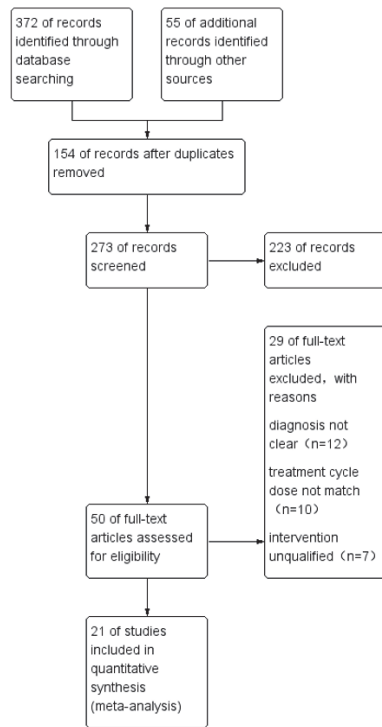 372 of records
identified through
database
searching
55 of additional
records identified
through other
sources
154 of records after duplicates
removed
273 of records
screened
223 of records
excluded
29 of full-text
articles
excluded，with
reasons
diagnosis not
clear（n=12）
treatment cycle
dose not match
（n=10）
intervention
unqualified（n=7）
50 of full-text
articles assessed
for eligibility
21 of studies
included in
quantitative
synthesis
(meta-analysis)